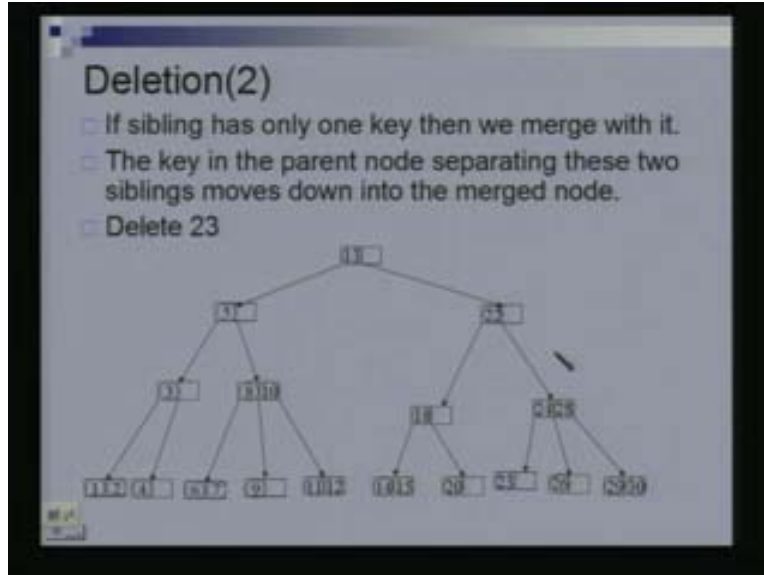 Deletion(2)
If sibling has only one key then we merge with it.
The key in the parent node separating these two
siblings moves down into the merged node.
Delete 23
13
5 22
3 8 10
18 28
1 2 4 6 7 9 11 12 14 15 20 23 26 29 30